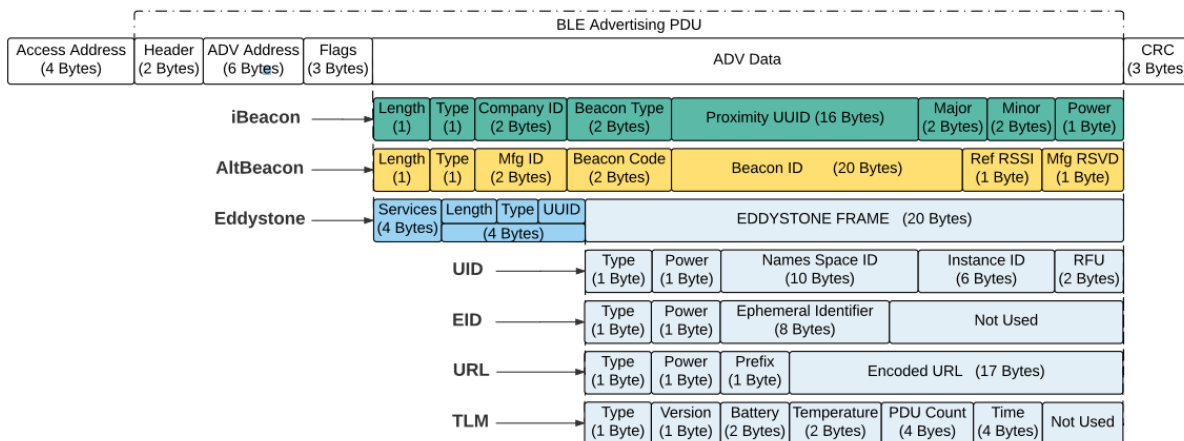 BLE Advertising PDU
Access Address Header ADV Address Flags ADV Data CRC
(4 Bytes) (2 Bytes) (6 Bytes) (3 Bytes) (3 Bytes)
iBeacon
Length Type Company ID Beacon Type Proximity UUID (16 Bytes) Major Minor Power
(1) (1) (2 Bytes) (2 Bytes) (2 Bytes) (2 Bytes) (1 Byte)
AltBeacon
Length Type Mfg ID Beacon Code Beacon ID (20 Bytes) Ref RSSI Mfg RSVD
(1) (1) (2 Bytes) (2 Bytes) (1 Byte) (1 Byte)
Eddystone
Services Length Type UUID EDDYSTONE FRAME (20 Bytes)
(4 Bytes) (4 Bytes)
UID
Type Power Names Space ID Instance ID RFU
(1 Byte) (1 Byte) (10 Bytes) (6 Bytes) (2 Bytes)
EID
Type Power Ephemeral Identifier Not Used
(1 Byte) (1 Byte) (8 Bytes)
URL
Type Power Prefix Encoded URL (17 Bytes)
(1 Byte) (1 Byte) (1 Byte)
TLM
Type Version Battery Temperature PDU Count Time Not Used
(1 Byte) (1 Byte) (2 Bytes) (2 Bytes) (4 Byes) (4 Bytes)